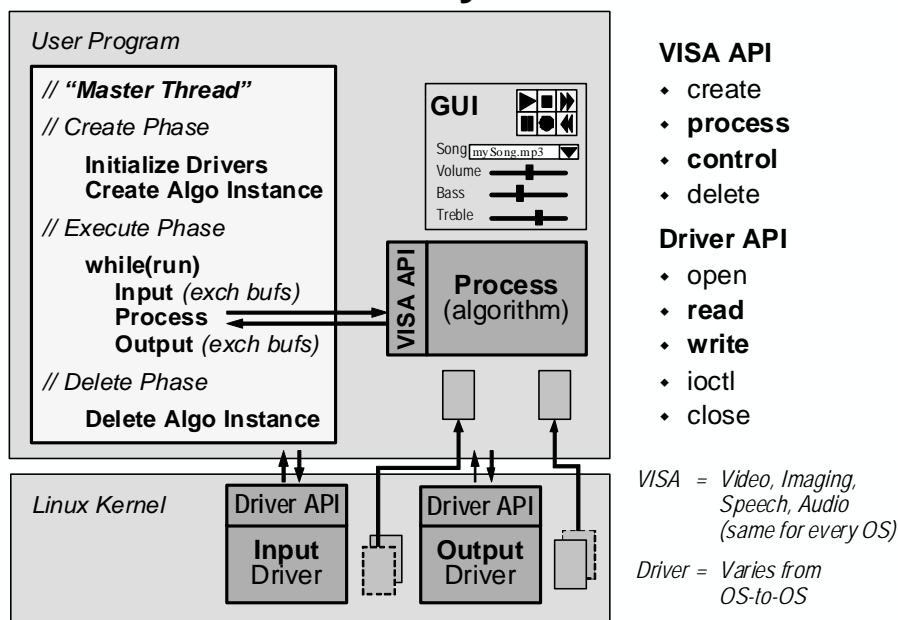 User Program
// “Master Thread”
// Create Phase
Initialize Drivers
Create Algo Instance
// Execute Phase
while(run)
Input (exch bufs)
Process
Output (exch bufs)
// Delete Phase
Delete Algo Instance
GUI
Song mySong.mp3
Volume
Bass
Treble
VISA API
Process
(algorithm)
Linux Kernel
Driver API
Input
Driver
Driver API
Output
Driver
VISA API
create
process
control
delete
Driver API
open
read
write
ioctl
close
VISA = Video, Imaging,
Speech, Audio
(same for every OS)
Driver = Varies from
OS-to-OS